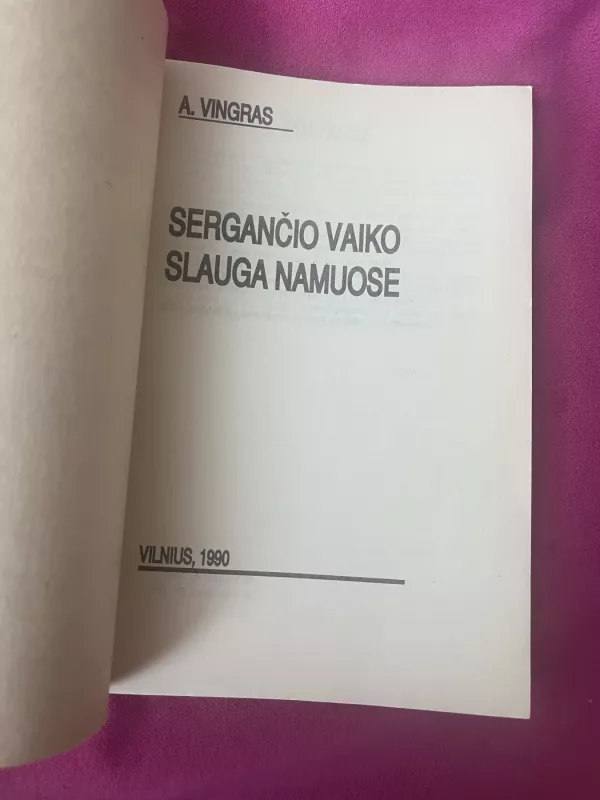 A. VINGRAS
SERGANČIO VAIKO
SLAUGA NAMUOSE
VILNIUS, 1990